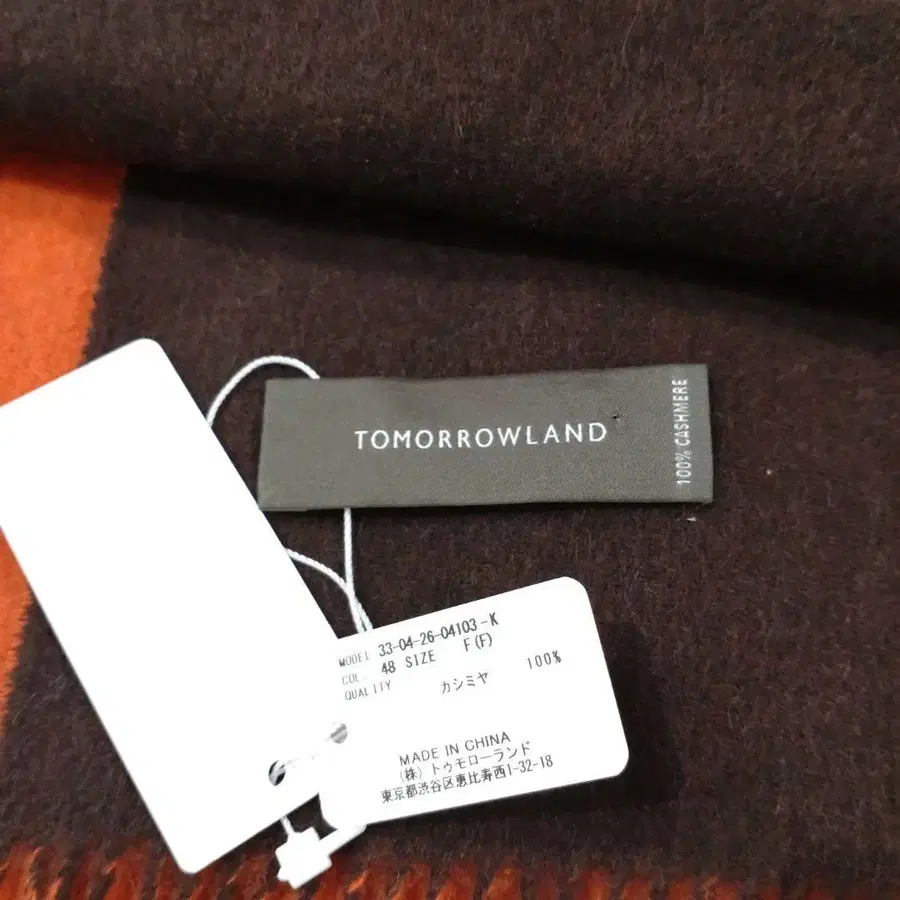 TOMORROWLAND
100% CASHMERE
MODEL 33-04-26-04103-K
COL. 48 SIZE F(F)
QUALITY カシミヤ 100%
MADE IN CHINA
(株)トゥモローランド
東京都渋谷区恵比寿西1-32-18